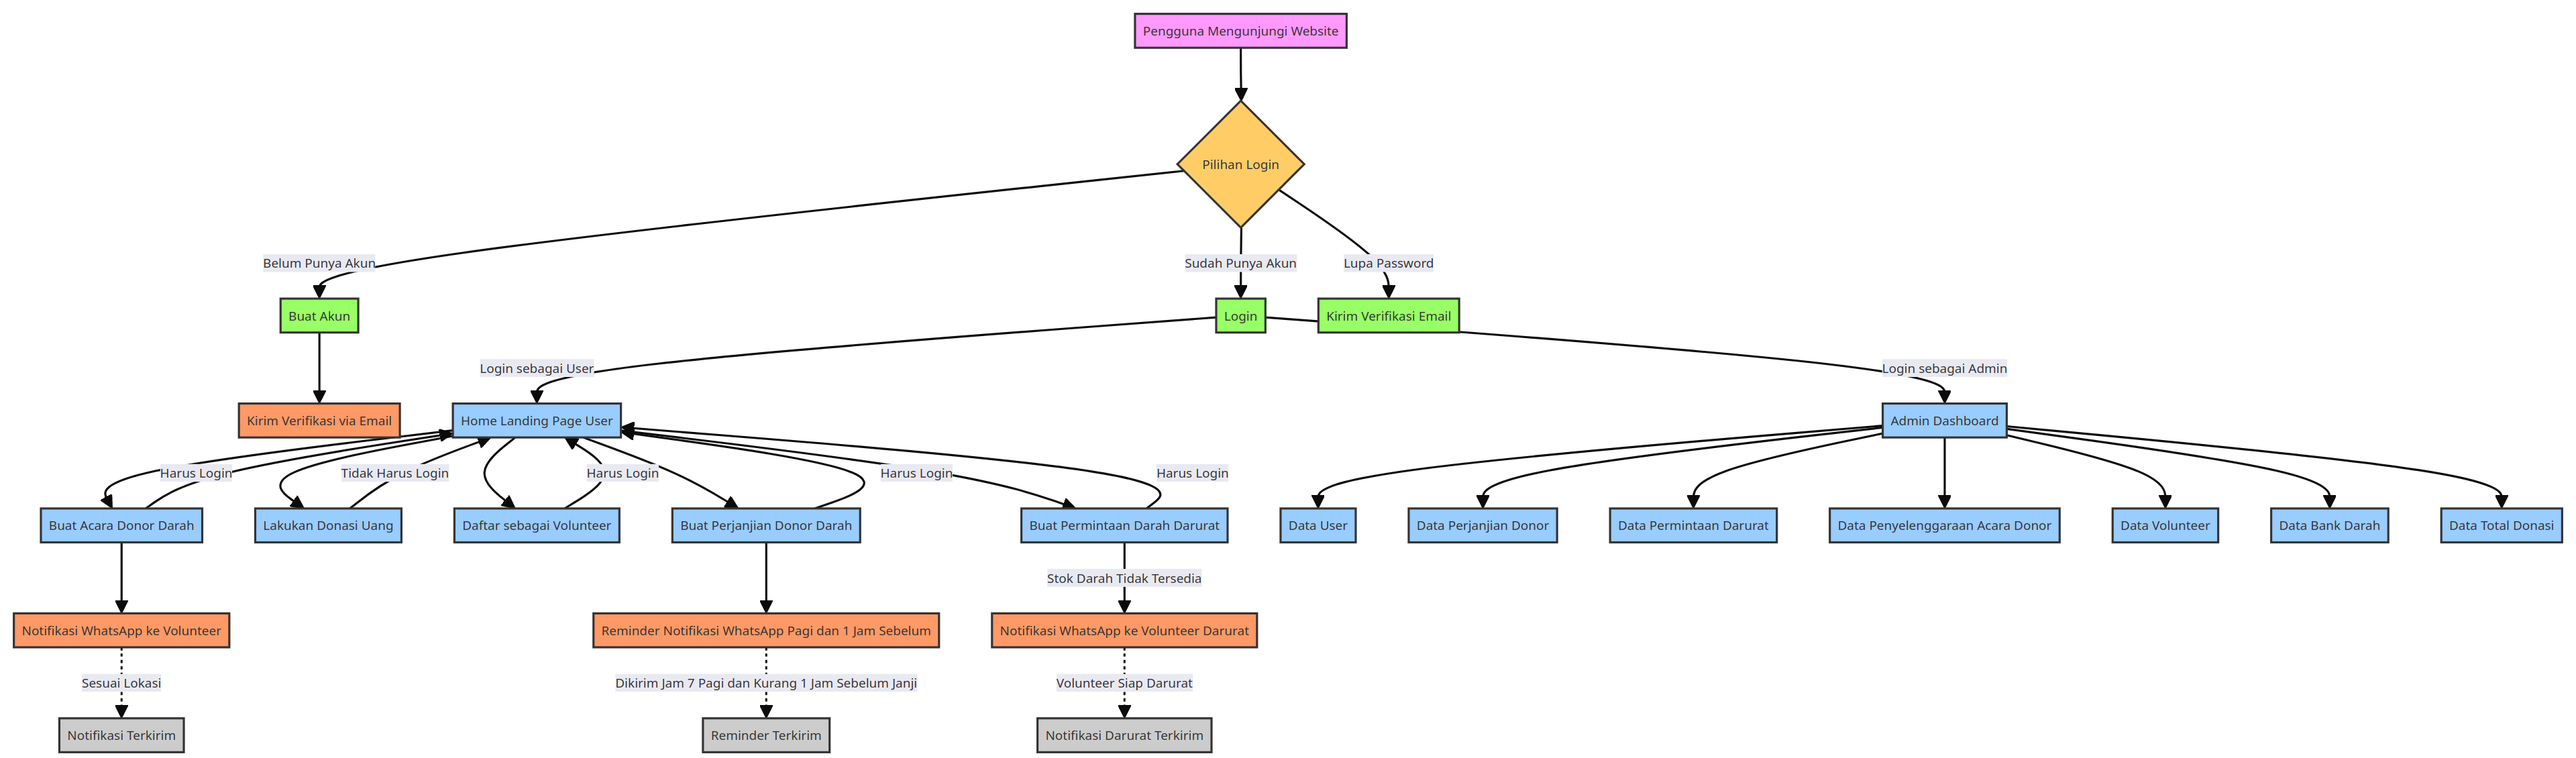 Pengguna Mengunjungi Website
Pilihan Login
Belum Punya Akun
Sudah Punya Akun
Lupa Password
Buat Akun
Login
Kirim Verifikasi Email
Login sebagai User
Login sebagai Admin
Kirim Verifikasi via Email
Home Landing Page User
Admin Dashboard
Harus Login
Tidak Harus Login
Harus Login
Harus Login
Harus Login
Buat Acara Donor Darah
Lakukan Donasi Uang
Daftar sebagai Volunteer
Buat Perjanjian Donor Darah
Buat Permintaan Darah Darurat
Data User
Data Perjanjian Donor
Data Permintaan Darurat
Data Penyelenggaraan Acara Donor
Data Volunteer
Data Bank Darah
Data Total Donasi
Stok Darah Tidak Tersedia
Notifikasi WhatsApp ke Volunteer
Reminder Notifikasi WhatsApp Pagi dan 1 Jam Sebelum
Notifikasi WhatsApp ke Volunteer Darurat
Sesuai Lokasi
Dikirim Jam 7 Pagi dan Kurang 1 Jam Sebelum Janji
Volunteer Siap Darurat
Notifikasi Terkirim
Reminder Terkirim
Notifikasi Darurat Terkirim